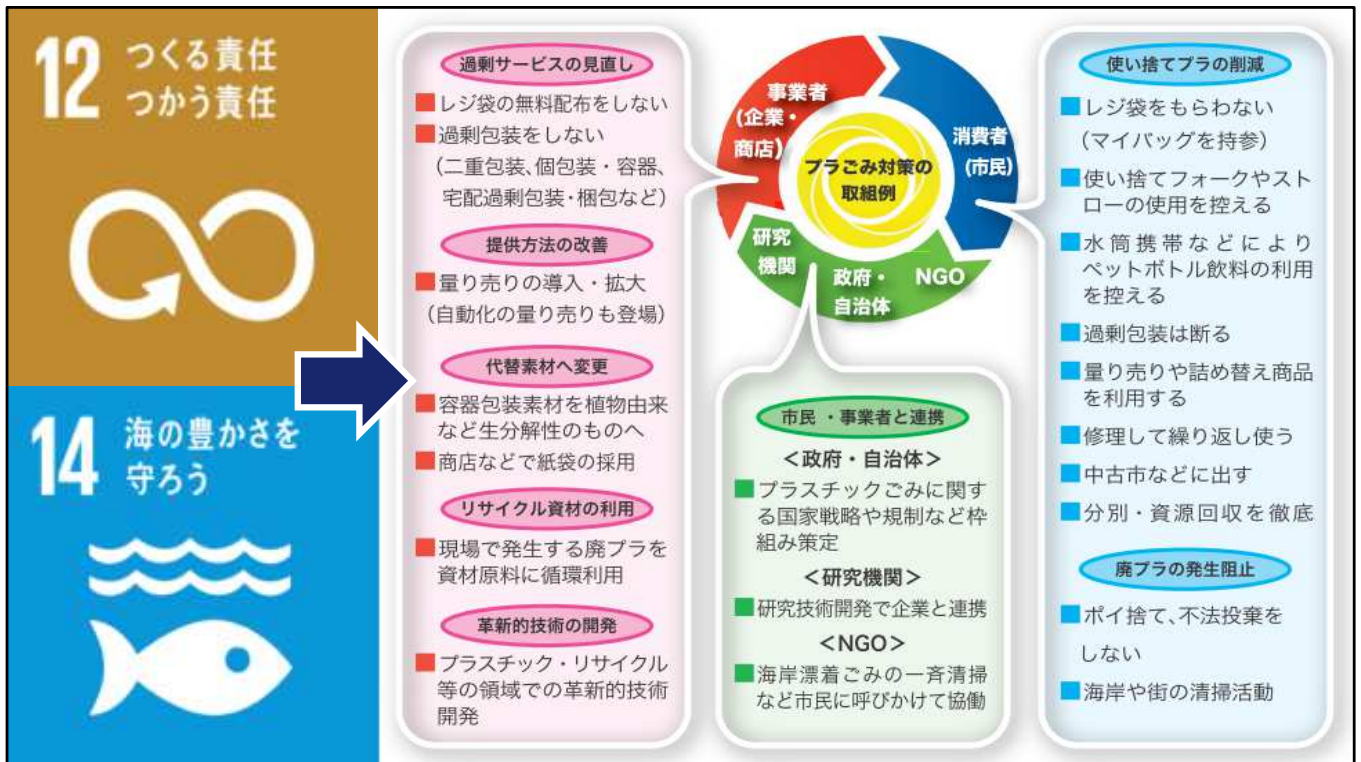 12 つくる責任
つかう責任
14 海の豊かさを
守ろう
過剰サービスの見直し
■レジ袋の無料配布をしない
■過剰包装をしない
(二重包装、個包装・容器、
宅配過剰包装・梱包など)
提供方法の改善
■量り売りの導入・拡大
(自動化の量り売りも登場)
代替素材へ変更
■容器包装素材を植物由来
など生分解性のものへ
■商店などで紙袋の採用
リサイクル資材の利用
■現場で発生する廃プラを
資材原料に循環利用
革新的技術の開発
■プラスチック・リサイクル
等の領域での革新的技術
開発
事業者
(企業・
商店)
消費者
(市民)
プラごみ対策の
取組例
研究
機関
政府・
自治体
NGO
市民・事業者と連携
<政府・自治体>
■プラスチックごみに関す
る国家戦略や規制など枠
組み策定
<研究機関>
■研究技術開発で企業と連携
<NGO>
■海岸漂着ごみの一斉清掃
など市民に呼びかけて協働
使い捨てプラの削減
■レジ袋をもらわない
(マイバッグを持参)
■使い捨てフォークやスト
ローの使用を控える
■水筒携帯などにより
ペットボトル飲料の利用
を控える
■過剰包装は断る
■量り売りや詰め替え商品
を利用する
■修理して繰り返し使う
■中古市などに出す
■分別・資源回収を徹底
廃プラの発生阻止
■ポイ捨て、不法投棄を
しない
■海岸や街の清掃活動